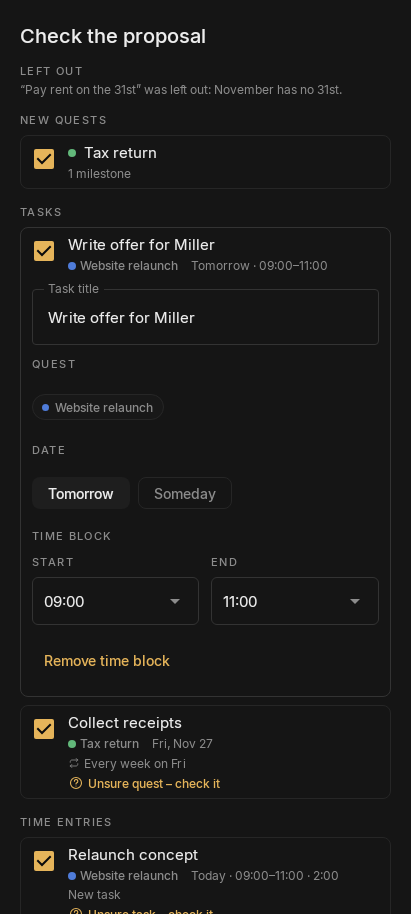 Check the proposal
LEFT OUT
“Pay rent on the 31st” was left out: November has no 31st.
NEW QUESTS
Tax return
1 milestone
TASKS
Write offer for Miller
Website relaunch Tomorrow · 09:00–11:00
Task title
Write offer for Miller
QUEST
Website relaunch
DATE
Tomorrow Someday
TIME BLOCK
START END
09:00 11:00
Remove time block
Collect receipts
Tax return Fri, Nov 27
Every week on Fri
Unsure quest – check it
TIME ENTRIES
Relaunch concept
Website relaunch Today · 09:00–11:00 · 2:00
New task
Unsure task – check it